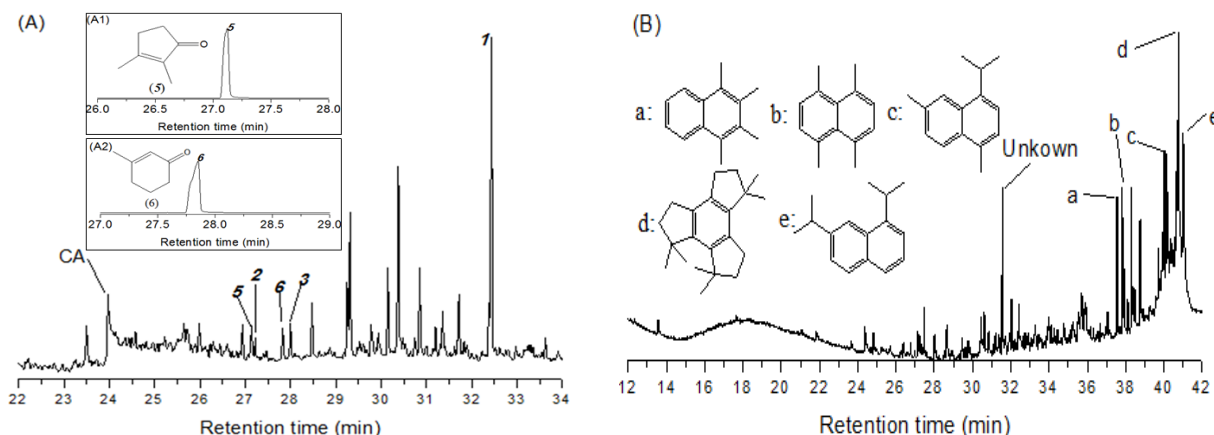 (A)
(A1)
5
O
(5)
26.0 26.5 27.0 27.5 28.0
Retention time (min)
(A2)
O
6
(6)
27.0 27.5 28.0 28.5 29.0
Retention time (min)
1
CA
5
2
6
3
22 23 24 25 26 27 28 29 30 31 32 33 34
Retention time (min)
(B)
a:
b:
c:
d:
e:
Unkown
a
b
c
d
e
12 14 16 18 20 22 24 26 28 30 32 34 36 38 40 42
Retention time (min)